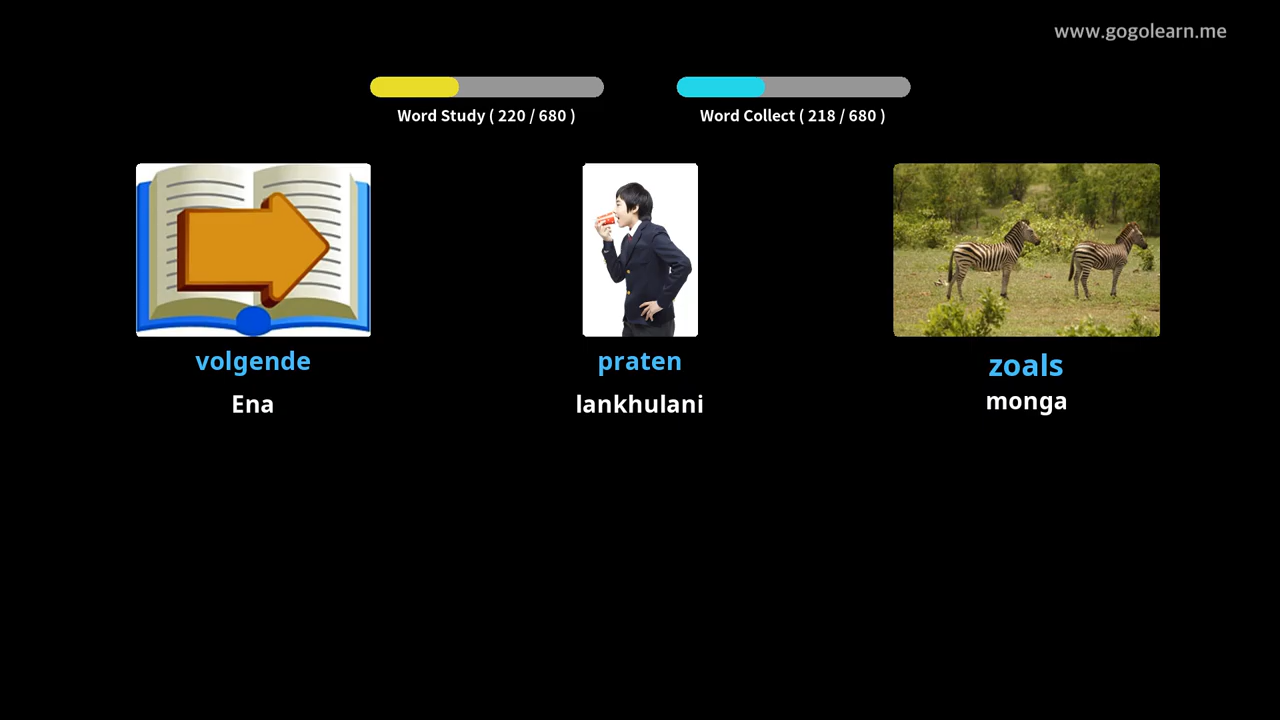 www.gogolearn.me
Word Study ( 220 / 680 )
Word Collect ( 218 / 680 )
volgende
praten
zoals
Ena
lankhulani
monga